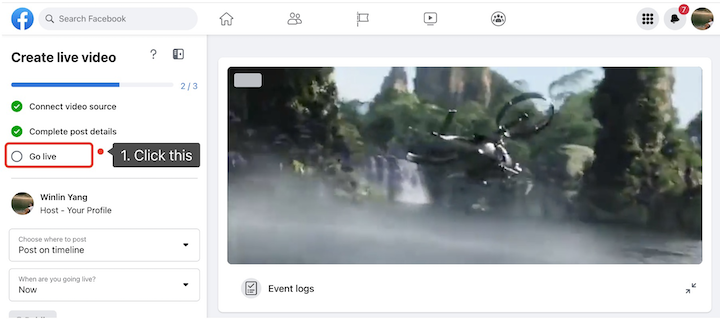 Search Facebook
7
Create live video
?
2 / 3
Connect video source
Complete post details
Go live
1. Click this
Winlin Yang
Host - Your Profile
Choose where to post
Post on timeline
When are you going live?
Now
Event logs